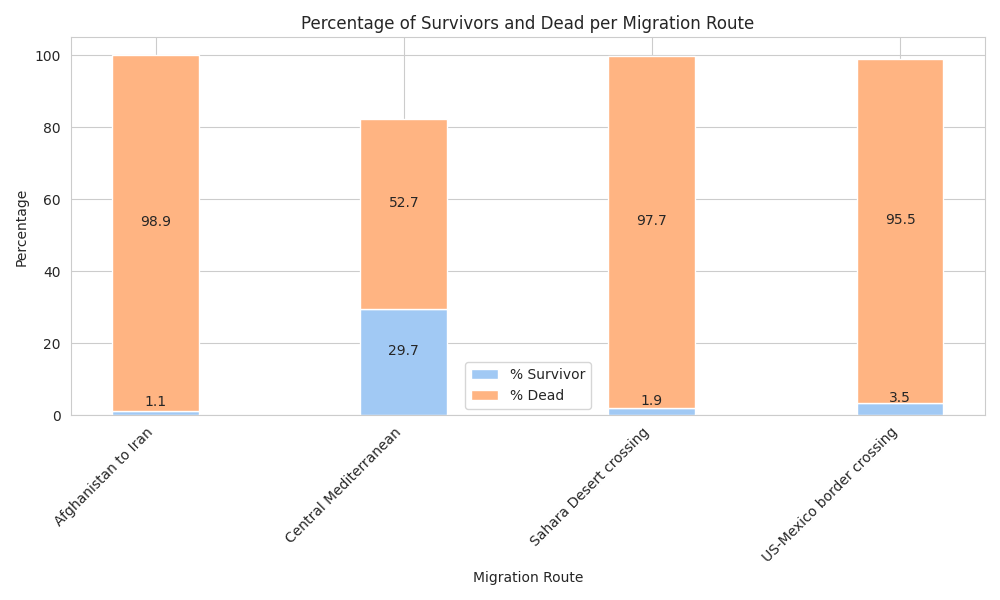 Percentage of Survivors and Dead per Migration Route
Percentage
100
80
60
40
20
0
98.9
1.1
52.7
29.7
97.7
1.9
95.5
3.5
% Survivor
% Dead
Afghanistan to Iran
Central Mediterranean
Sahara Desert crossing
US-Mexico border crossing
Migration Route